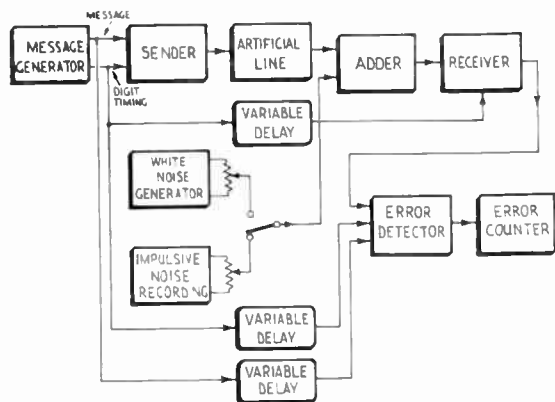 MESSAGE
MESSAGE
GENERATOR
SENDER
ARTIFICIAL
LINE
ADDER
RECEIVER
DIGIT
TIMING
VARIABLE
DELAY
WHITE
NOISE
GENERATOR
IMPULSIVE
NOISE
RECORDING
ERROR
DETECTOR
ERROR
COUNTER
VARIABLE
DELAY
VARIABLE
DELAY